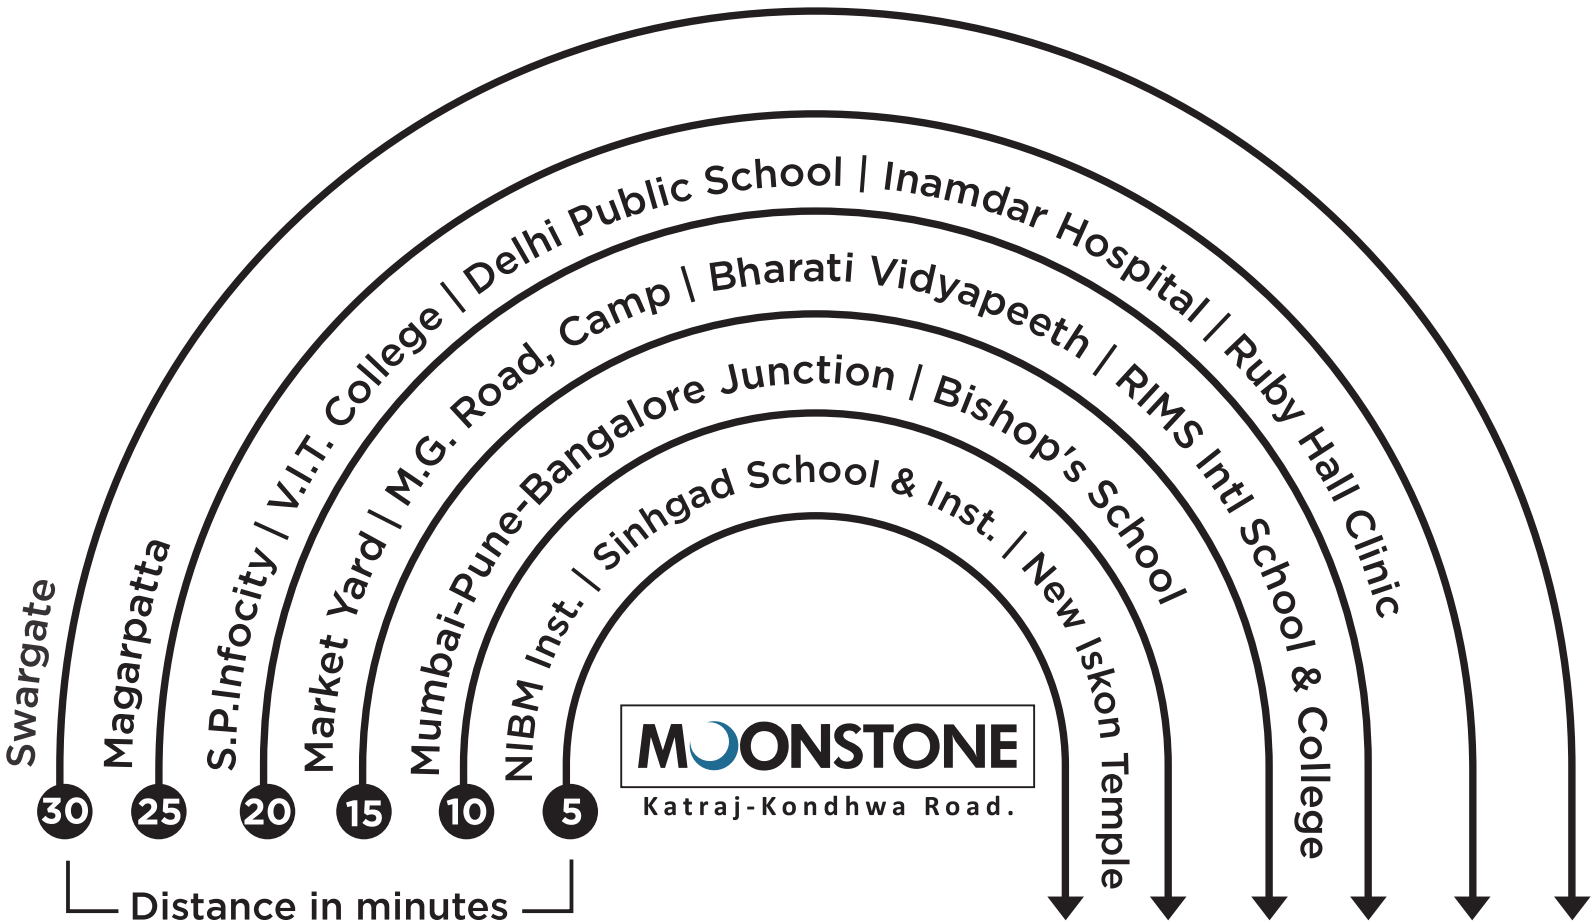 Swargate
Magarpatta
S.P.Infocity | V.I.T. College | Delhi Public School | Inamdar Hospital | Ruby Hall Clinic
Market Yard | M.G. Road, Camp | Bharati Vidyapeeth | RIMS Intl School & College
Mumbai-Pune-Bangalore Junction | Bishop's School
NIBM Inst. | Sinhgad School & Inst. | New Iskon Temple
MOONSTONE
Katraj-Kondhwa Road.
30 25 20 15 10 5
Distance in minutes